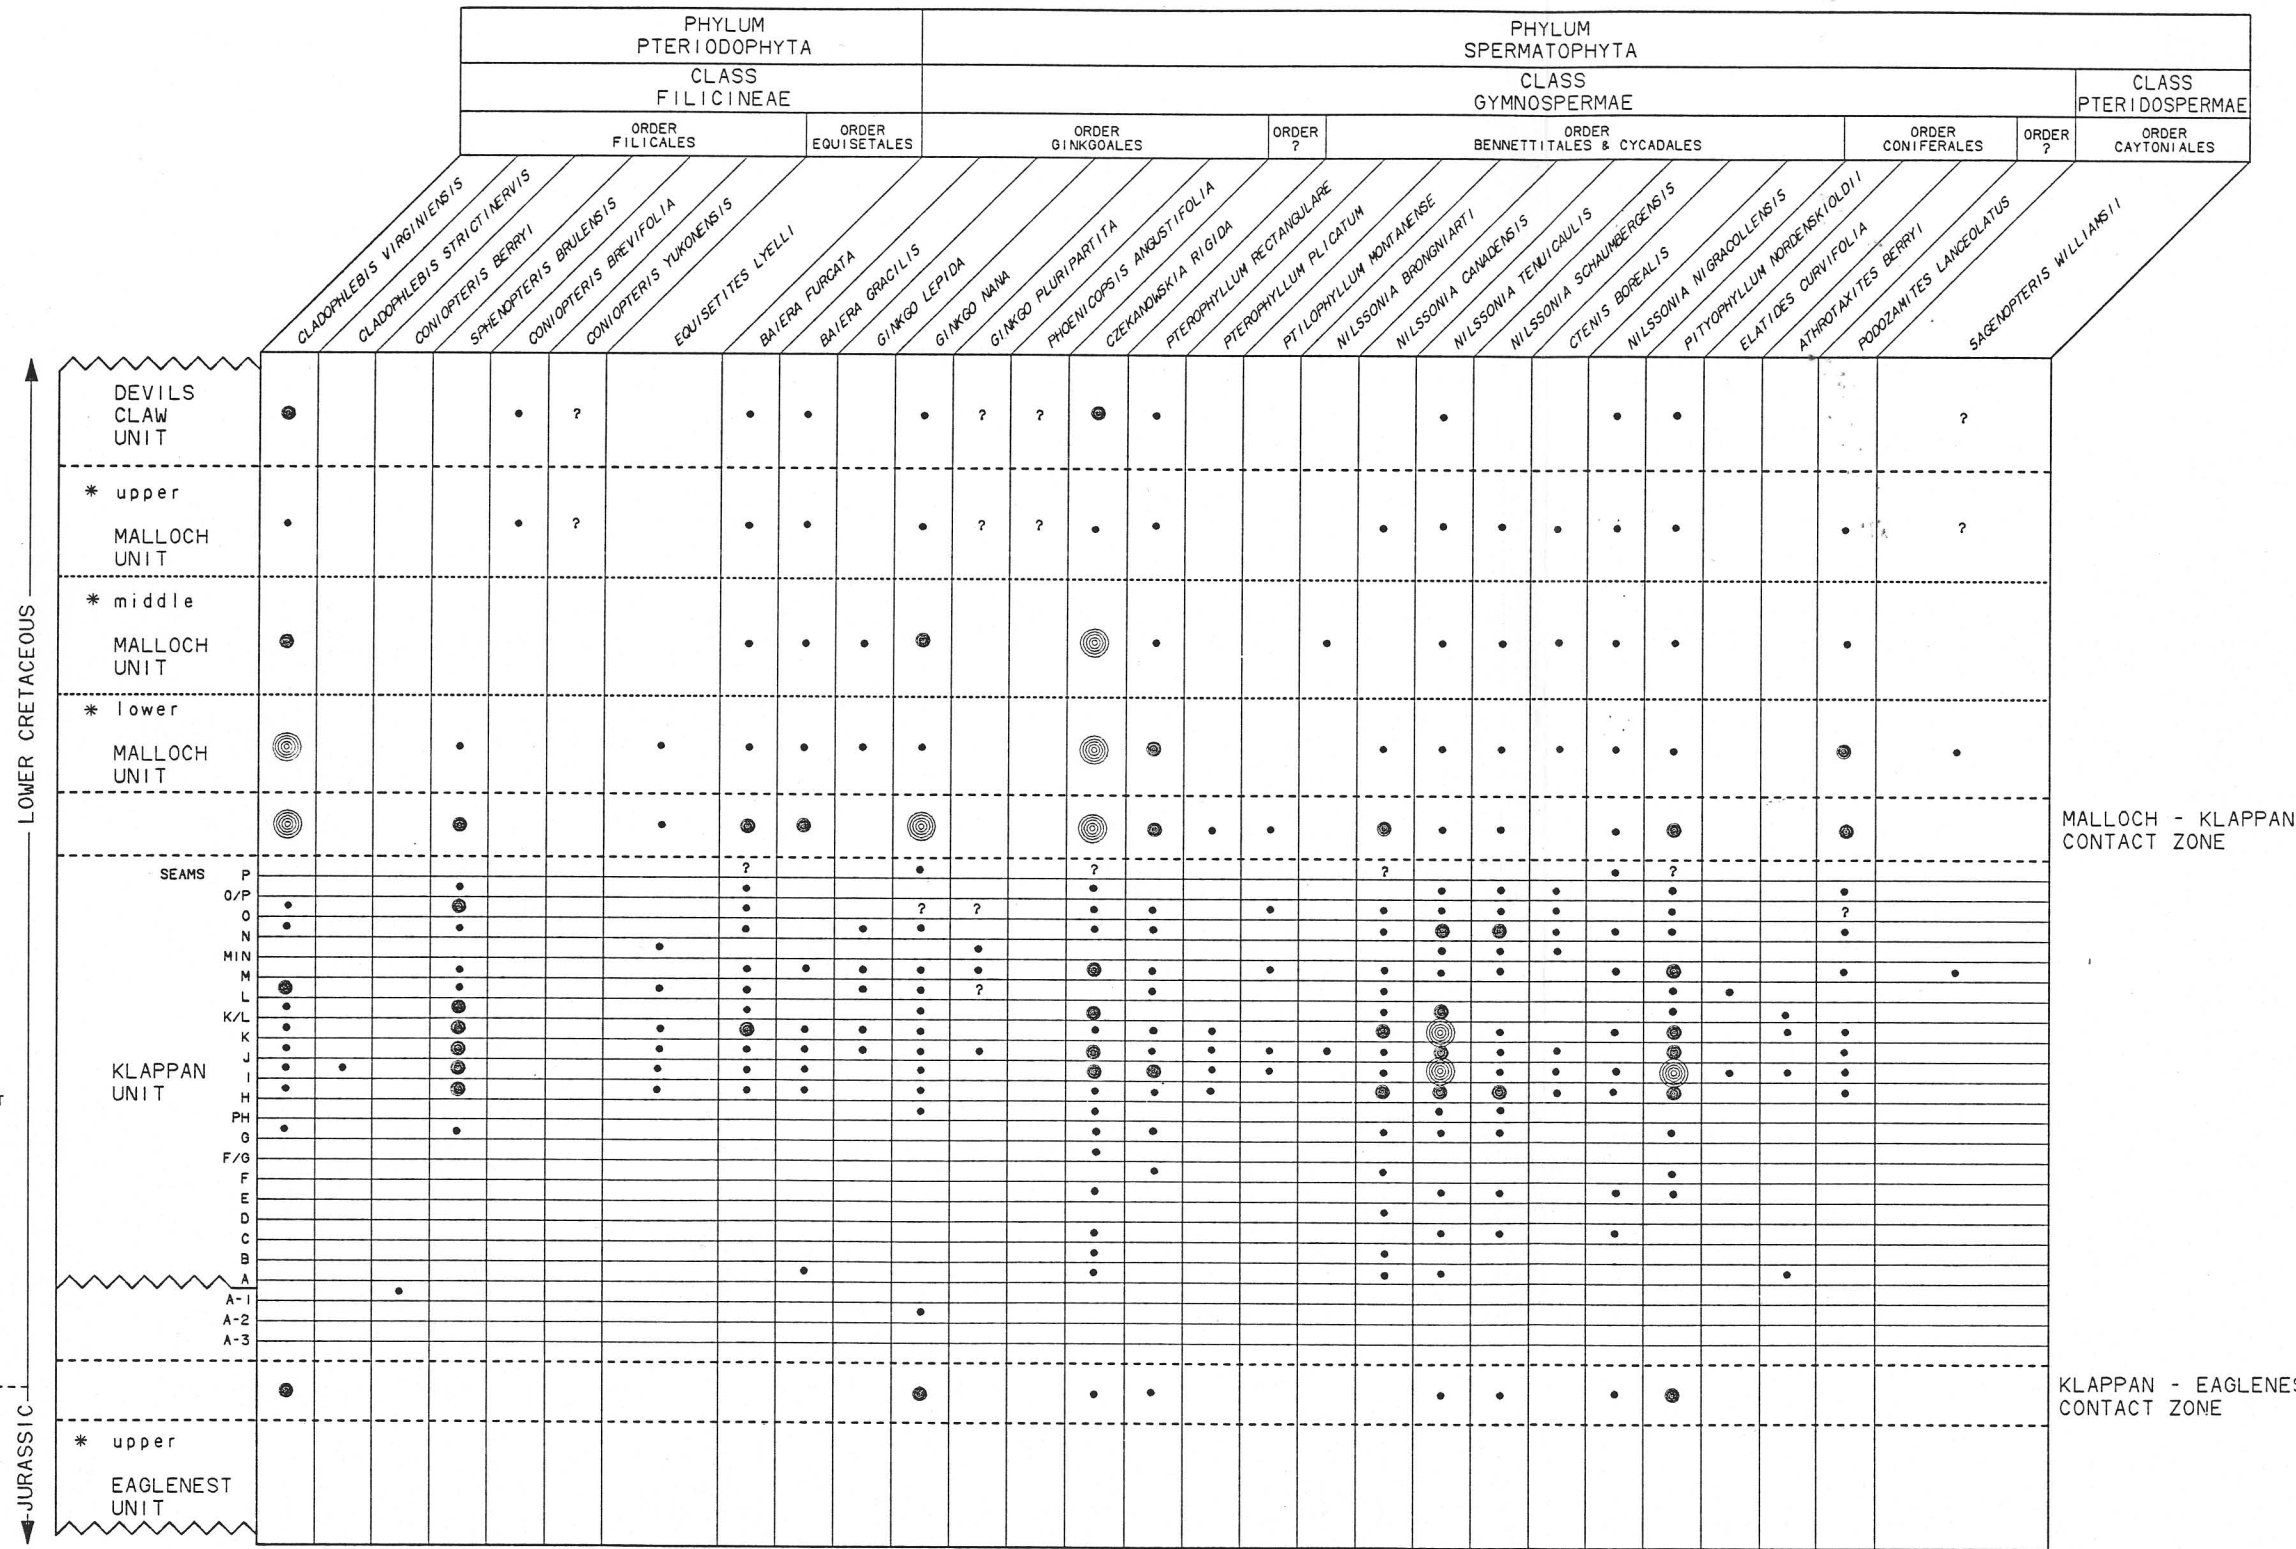 PHYLUM
PTERIODOPHYTA
PHYLUM
SPERMATOPHYTA
CLASS
FILICINEAE
CLASS
GYMNOSPERMAE
CLASS
PTERIDOSPERMAE
ORDER
FILICALES
ORDER
EQUISETALES
ORDER
GINKGOALES
ORDER
?
ORDER
BENNETTITALES & CYCADALES
ORDER
CONIFERALES
ORDER
?
ORDER
CAYTONIALES
CLADOPHLEBIS VIRGINIENSIS
CLADOPHLEBIS STRICTINERVIS
CONIOPTERIS BERRYI
SPHENOPTERIS BRULENSIS
CONIOPTERIS BREVIFOLIA
CONIOPTERIS YUKONENSIS
EQUISETITES LYELLI
BAIERA FURCATA
BAIERA GRACILIS
GINKGO LEPIDA
GINKGO NANA
GINKGO PLURIPARTITA
PHOENICOPSIS ANGUSTIFOLIA
CZEKANOWSKIA RIGIDA
PTEROPHYLLUM RECTANGULARE
PTEROPHYLLUM PLICATUM
PTILOPHYLLUM MONTANENSE
NILSSONIA BRONGNIARTI
NILSSONIA CANADENSIS
NILSSONIA TENUICAULIS
NILSSONIA SCHAUMBERGENSIS
CTENIS BOREALIS
NILSSONIA NIGRACOLLENSIS
PITYOPHYLLUM NORDENSKIOLDII
ELATIDES CURVIFOLIA
ATHROTAXITES BERRYI
PODOZAMITES LANCEOLATUS
SAGENOPTERIS WILLIAMSII
DEVILS
CLAW
UNIT
? ? ? ?
* upper
MALLOCH
UNIT
? ? ? ?
* middle
MALLOCH
UNIT
* lower
MALLOCH
UNIT
MALLOCH - KLAPPAN
CONTACT ZONE
SEAMS P
? ? ? ?
O/P
O
? ? ?
N
MIN
M
L
?
K/L
K
J
KLAPPAN
UNIT
I
H
PH
G
F/G
F
E
D
C
B
A
A-1
A-2
A-3
KLAPPAN - EAGLENES
CONTACT ZONE
* upper
EAGLENEST
UNIT
LOWER CRETACEOUS
JURASSIC